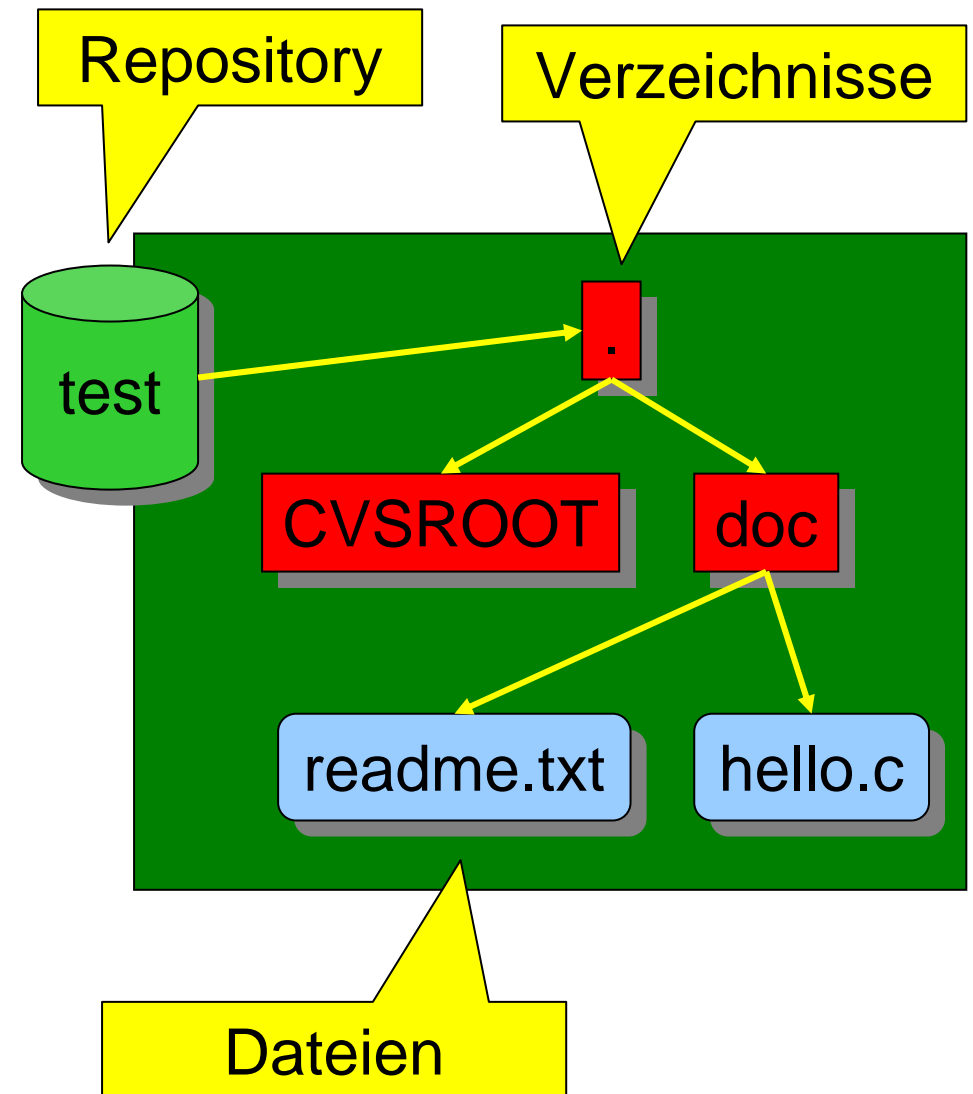 Repository
Verzeichnisse
.
test
CVSROOT
doc
readme.txt
hello.c
Dateien